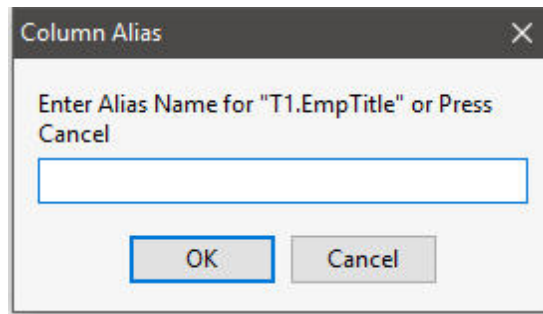 Column Alias
Enter Alias Name for "T1.EmpTitle" or Press
Cancel
OK
Cancel